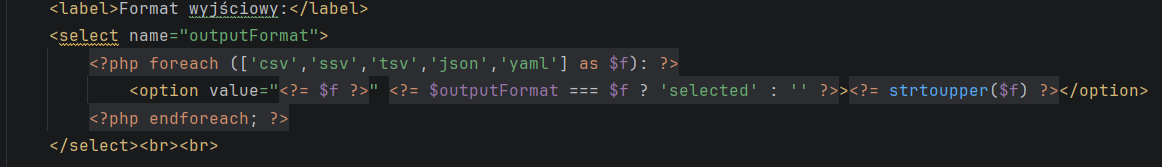 <label>Format wyjściowy:</label>
<select name="outputFormat">
<?php foreach (['csv','ssv','tsv','json','yaml'] as $f): ?>
<option value="<?= $f ?>" <?= $outputFormat === $f ? 'selected' : '' ?>><?= strtoupper($f) ?></option>
<?php endforeach; ?>
</select><br><br>